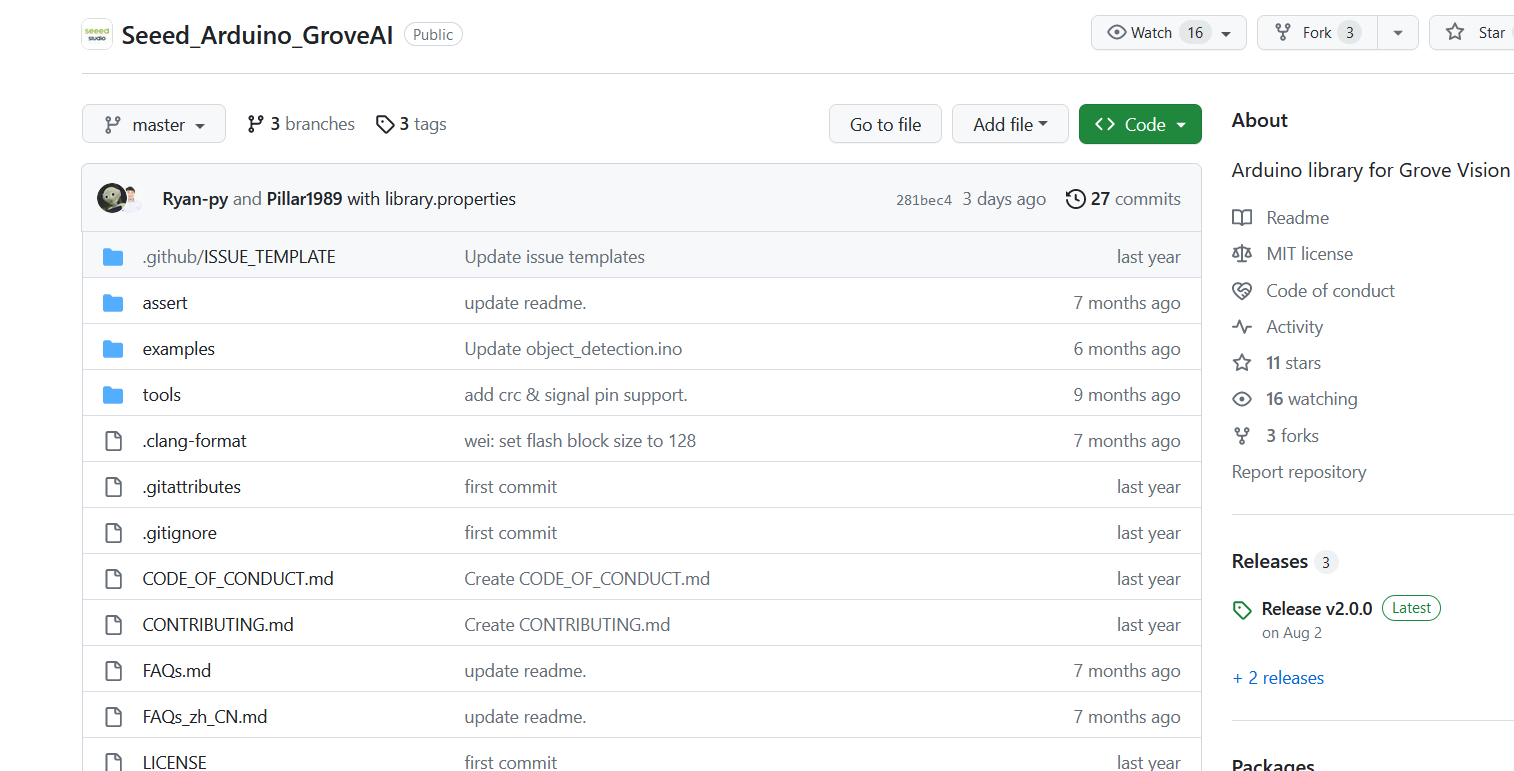 seeed studio Seeed_Arduino_GroveAI Public Watch 16 Fork 3 Star
master 3 branches 3 tags Go to file Add file Code
Ryan-py and Pillar1989 with library.properties 281bec4 3 days ago 27 commits
.github/ISSUE_TEMPLATE Update issue templates last year
assert update readme. 7 months ago
examples Update object_detection.ino 6 months ago
tools add crc & signal pin support. 9 months ago
.clang-format wei: set flash block size to 128 7 months ago
.gitattributes first commit last year
.gitignore first commit last year
CODE_OF_CONDUCT.md Create CODE_OF_CONDUCT.md last year
CONTRIBUTING.md Create CONTRIBUTING.md last year
FAQs.md update readme. 7 months ago
FAQs_zh_CN.md update readme. 7 months ago
LICENSE first commit last year
About
Arduino library for Grove Vision
Readme
MIT license
Code of conduct
Activity
11 stars
16 watching
3 forks
Report repository
Releases 3
Release v2.0.0 Latest
on Aug 2
+ 2 releases
Packages